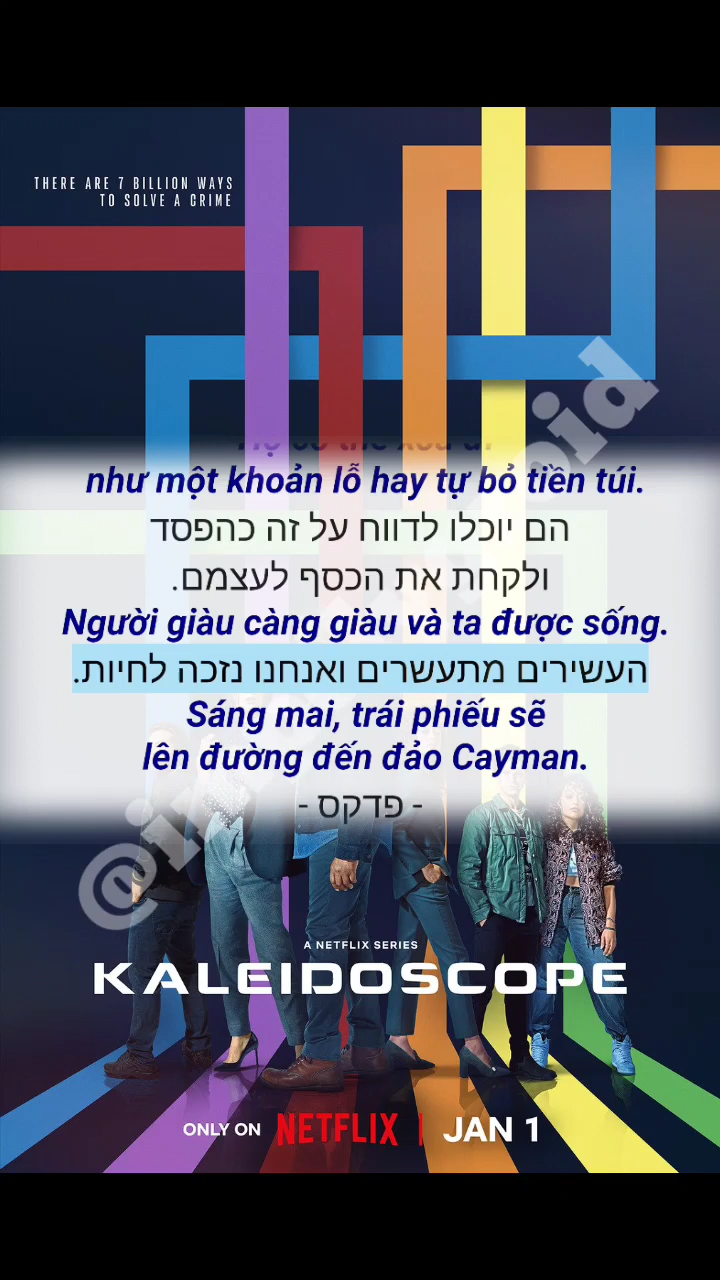 THERE ARE 7 BILLION WAYS
TO SOLVE A CRIME
như một khoản lỗ hay tự bỏ tiền túi.
הם יוכלו לדווח על זה כהפסד
ולקחת את הכסף לעצמם.
Người giàu càng giàu và ta được sống.
העשירים מתעשרים ואנחנו נזכה לחיות.
Sáng mai, trái phiếu sẽ
lên đường đến đảo Cayman.
- פדקס -
A NETFLIX SERIES
KALEIDOSCOPE
ONLY ON NETFLIX | JAN 1